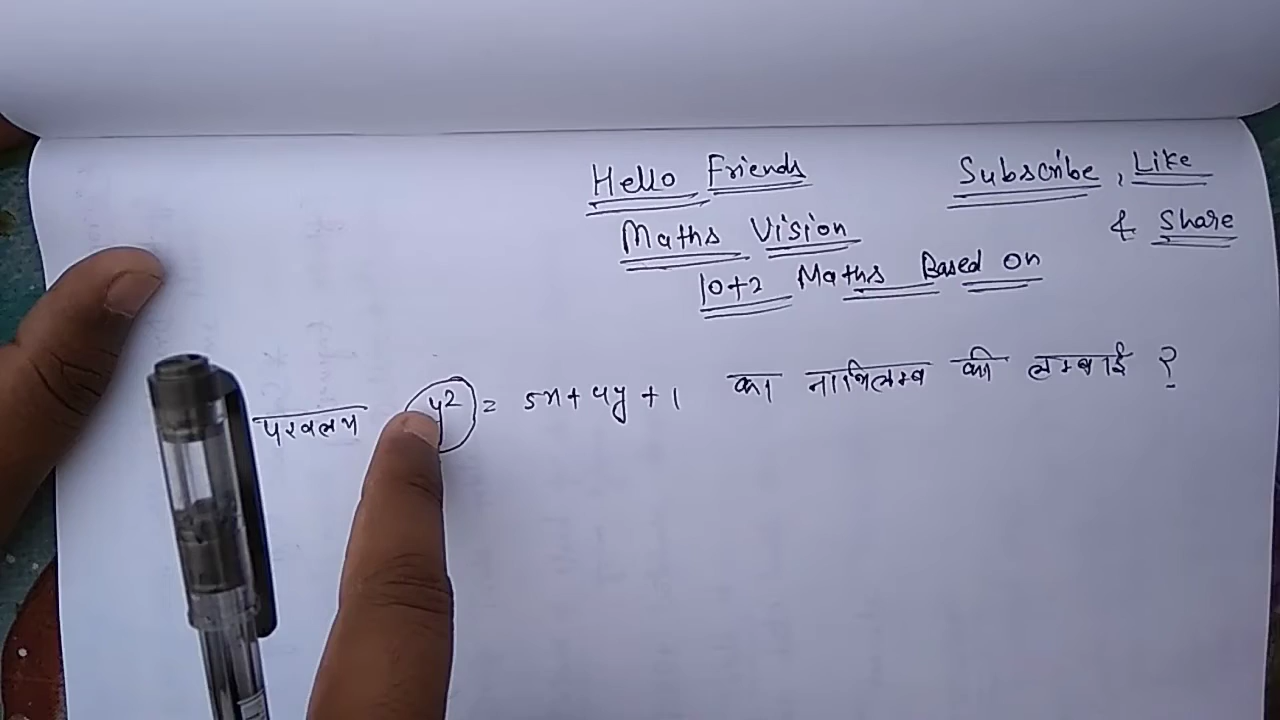 Hello Friends
Subscribe, Like
& Share
Maths Vision
10+2 Maths Based on
परवलय y² = 5x + 4y + 1 का नाभिलम्ब की लम्बाई ?